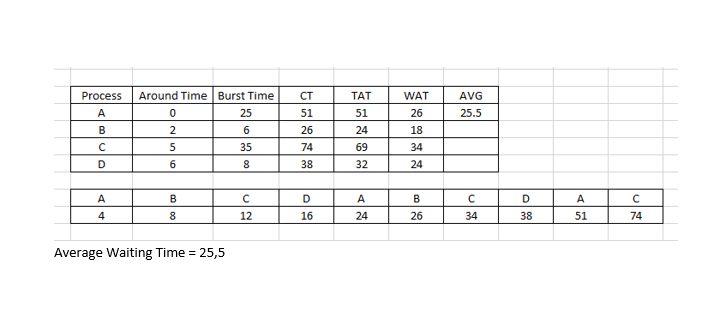 Process Around Time Burst Time CT TAT WAT AVG
A 0 25 51 51 26 25.5
B 2 6 26 24 18
C 5 35 74 69 34
D 6 8 38 32 24
A B C D A B C D A C
4 8 12 16 24 26 34 38 51 74
Average Waiting Time = 25,5